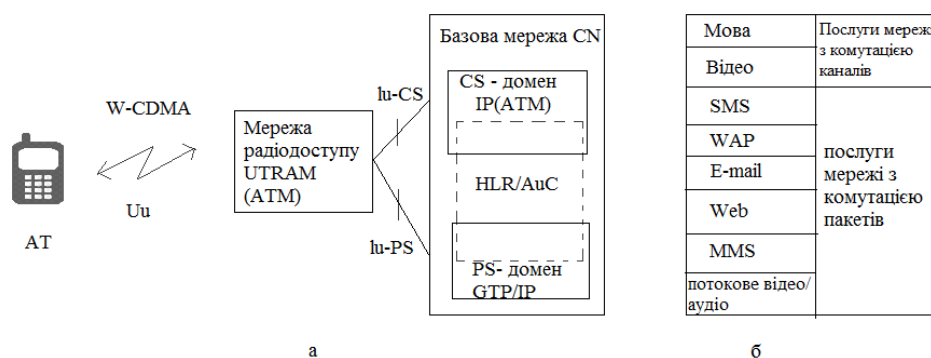 W-CDMA
Uu
АТ
Мережа
радіодоступу
UTRAM
(ATM)
Iu-CS
Iu-PS
Базова мережа CN
CS - домен
IP(ATM)
HLR/AuC
PS- домен
GTP/IP
а
Мова
Відео
SMS
WAP
E-mail
Web
MMS
потокове відео/
аудіо
Послуги мережі
з комутацією
каналів
послуги
мережі з
комутацією
пакетів
б